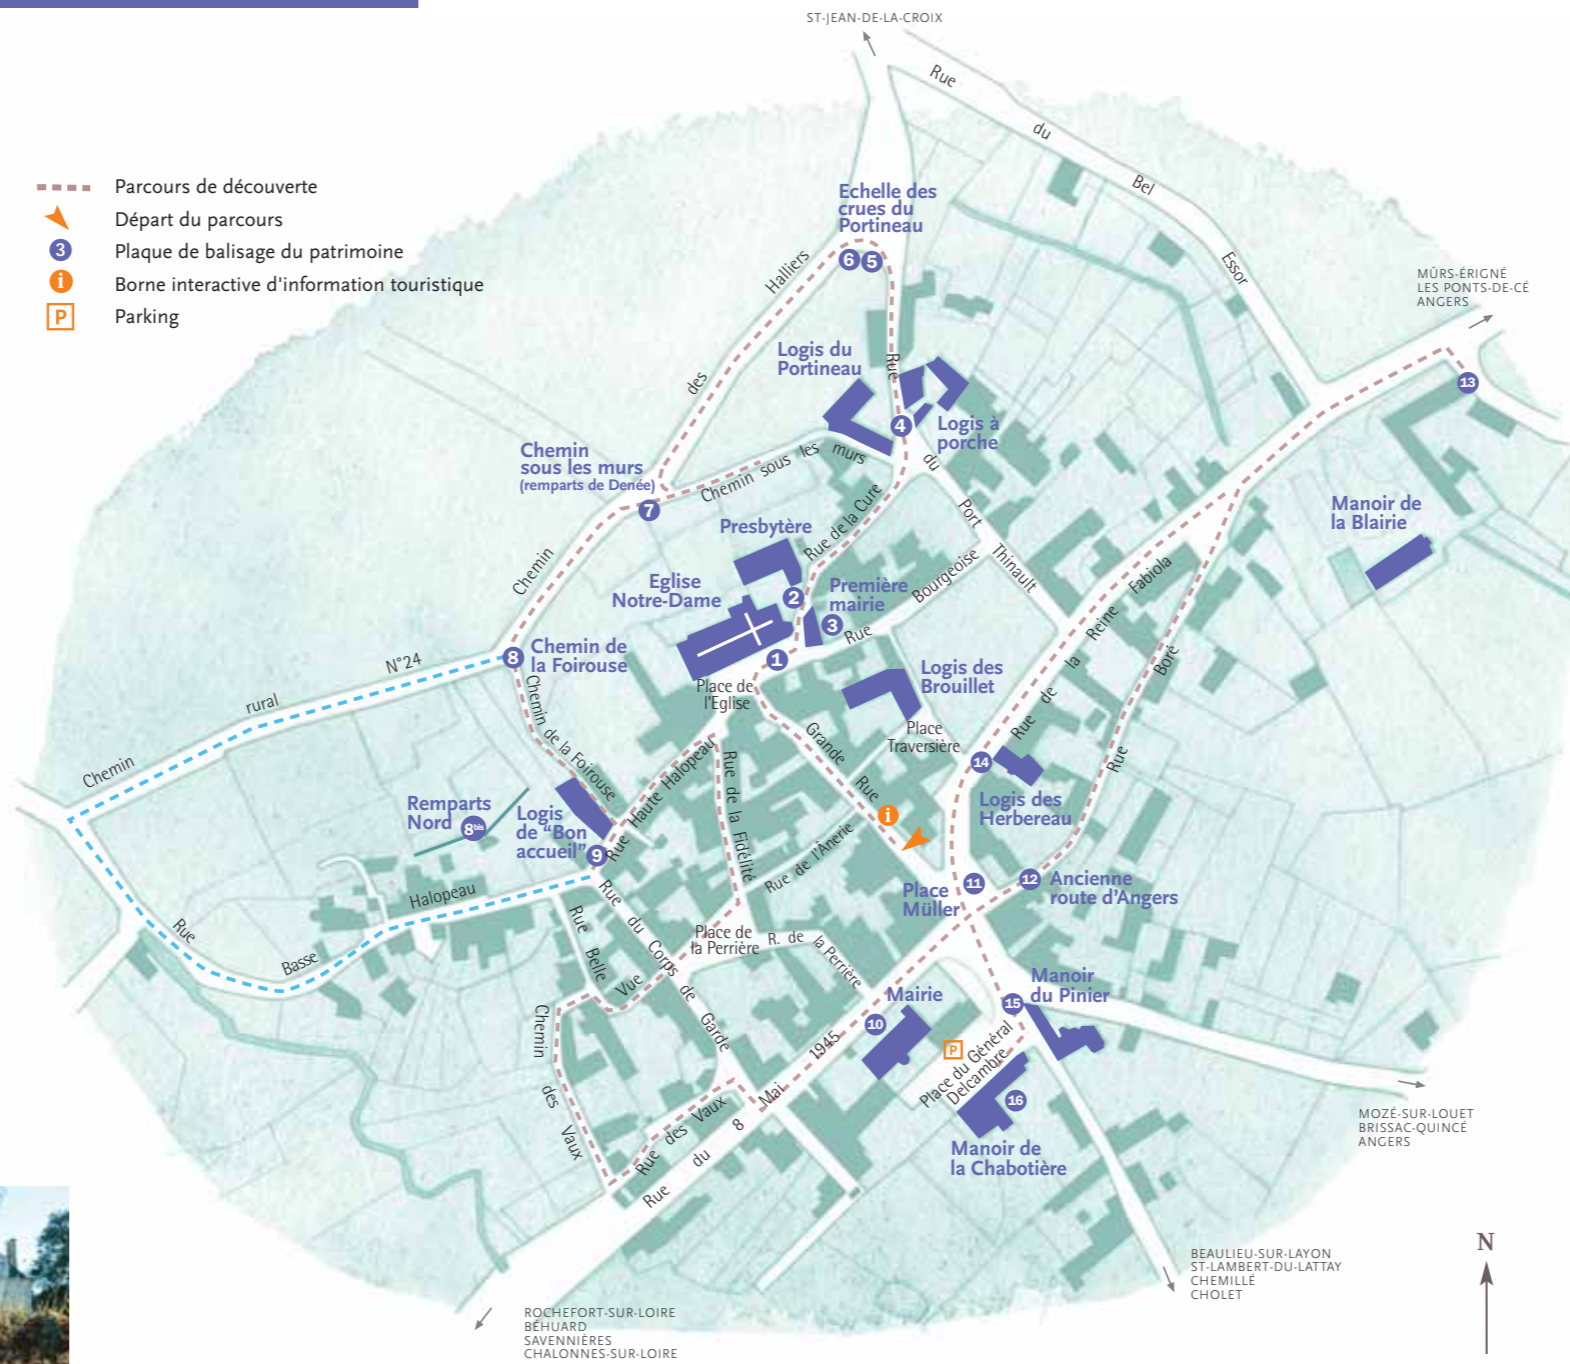 ST-JEAN-DE-LA-CROIX
Parcours de découverte
Départ du parcours
3 Plaque de balisage du patrimoine
i Borne interactive d'information touristique
P Parking
Rue
du
Bel
Essor
MÛRS-ÉRIGNÉ
LES PONTS-DE-CÉ
ANGERS
Echelle des
crues du
Portineau
6 5
Halliers
des
Chemin
Logis du
Portineau
Rue
du
Port
Thinault
4
Logis à
porche
13
Manoir de
la Blairie
Chemin
sous les murs
(remparts de Denée)
7
Chemin sous les murs
Rue de la Cure
Presbytère
2
Eglise
Notre-Dame
Première
mairie
3
Rue Bourgeoise
1
Place de
l'Eglise
8
Chemin de
la Foirouse
Chemin de la Foirouse
Chemin rural N°24
Logis des
Brouillet
Place
Traversière
Rue de la Reine Fabiola
Rue Boré
14
Logis des
Herbereau
Grande Rue
i
Rue Haute Halopeau
Rue de la Fidélité
Rue de l'Ânerie
Remparts
Nord
8bis
Logis
de "Bon
accueil"
9
Place
Müller
11
12
Ancienne
route d'Angers
Rue Basse Halopeau
Rue du Corps de Garde
Rue Belle Vue
Place de
la Perrière
R. de la Perrière
Mairie
10
Manoir
du Pinier
15
P
Place du Général
Delcambre
16
Manoir de
la Chabotière
Chemin des Vaux
Rue des Vaux
Rue du 8 Mai 1945
MOZÉ-SUR-LOUET
BRISSAC-QUINCÉ
ANGERS
BEAULIEU-SUR-LAYON
ST-LAMBERT-DU-LATTAY
CHEMILLÉ
CHOLET
N
ROCHEFORT-SUR-LOIRE
BÉHUARD
SAVENNIÈRES
CHALONNES-SUR-LOIRE